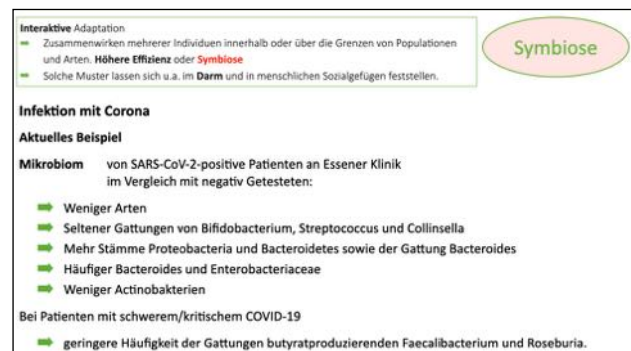 Interaktive Adaptation
Zusammenwirken mehrerer Individuen innerhalb oder über die Grenzen von Populationen
und Arten. Höhere Effizienz oder Symbiose
Solche Muster lassen sich u.a. im Darm und in menschlichen Sozialgefügen feststellen.
Symbiose
Infektion mit Corona
Aktuelles Beispiel
Mikrobiom von SARS-CoV-2-positive Patienten an Essener Klinik
im Vergleich mit negativ Getesteten:
Weniger Arten
Seltener Gattungen von Bifidobacterium, Streptococcus und Collinsella
Mehr Stämme Proteobacteria und Bacteroidetes sowie der Gattung Bacteroides
Häufiger Bacteroides und Enterobacteriaceae
Weniger Actinobakterien
Bei Patienten mit schwerem/kritischem COVID-19
geringere Häufigkeit der Gattungen butyratproduzierenden Faecalibacterium und Roseburia.